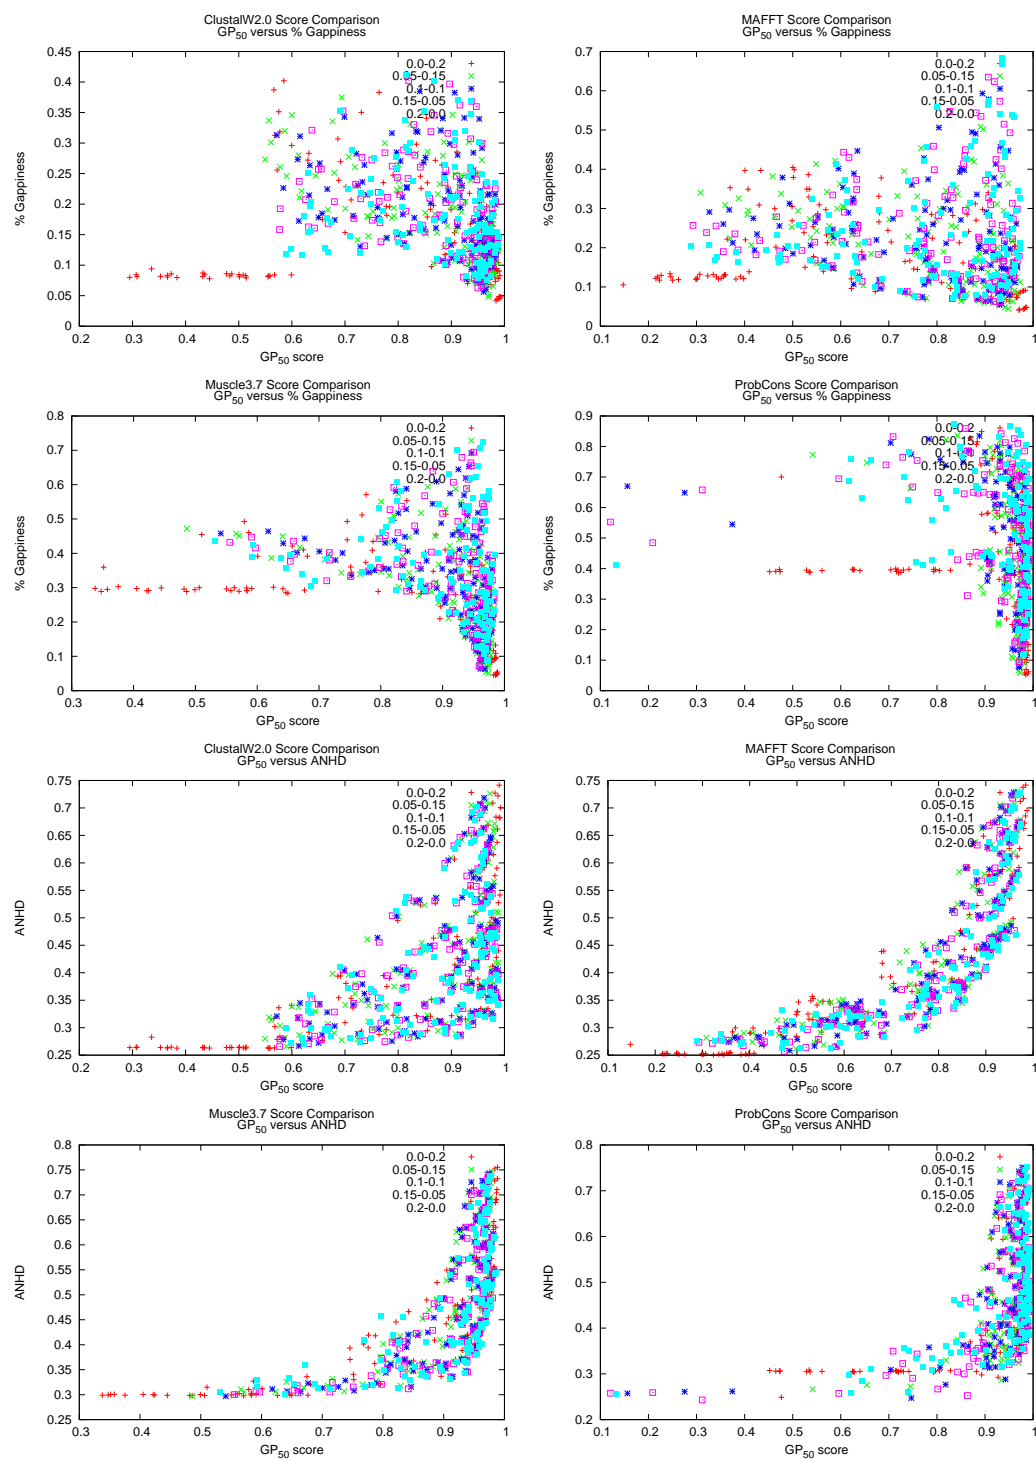 ClustalW2.0 Score Comparison
GP50 versus % Gappiness
0.45
0.4
0.35
0.3
0.25
0.2
0.15
0.1
0.05
0
% Gappiness
0.0-0.2
0.05-0.15
0.1-0.1
0.15-0.05
0.2-0.0
0.2 0.3 0.4 0.5 0.6 0.7 0.8 0.9 1
GP50 score
MAFFT Score Comparison
GP50 versus % Gappiness
0.7
0.6
0.5
0.4
0.3
0.2
0.1
0
% Gappiness
0.0-0.2
0.05-0.15
0.1-0.1
0.15-0.05
0.2-0.0
0.1 0.2 0.3 0.4 0.5 0.6 0.7 0.8 0.9 1
GP50 score
Muscle3.7 Score Comparison
GP50 versus % Gappiness
0.8
0.7
0.6
0.5
0.4
0.3
0.2
0.1
0
% Gappiness
0.0-0.2
0.05-0.15
0.1-0.1
0.15-0.05
0.2-0.0
0.3 0.4 0.5 0.6 0.7 0.8 0.9 1
GP50 score
ProbCons Score Comparison
GP50 versus % Gappiness
0.9
0.8
0.7
0.6
0.5
0.4
0.3
0.2
0.1
0
% Gappiness
0.0-0.2
0.05-0.15
0.1-0.1
0.15-0.05
0.2-0.0
0.1 0.2 0.3 0.4 0.5 0.6 0.7 0.8 0.9 1
GP50 score
ClustalW2.0 Score Comparison
GP50 versus ANHD
0.75
0.7
0.65
0.6
0.55
0.5
0.45
0.4
0.35
0.3
0.25
ANHD
0.0-0.2
0.05-0.15
0.1-0.1
0.15-0.05
0.2-0.0
0.2 0.3 0.4 0.5 0.6 0.7 0.8 0.9 1
GP50 score
MAFFT Score Comparison
GP50 versus ANHD
0.75
0.7
0.65
0.6
0.55
0.5
0.45
0.4
0.35
0.3
0.25
ANHD
0.0-0.2
0.05-0.15
0.1-0.1
0.15-0.05
0.2-0.0
0.1 0.2 0.3 0.4 0.5 0.6 0.7 0.8 0.9 1
GP50 score
Muscle3.7 Score Comparison
GP50 versus ANHD
0.8
0.75
0.7
0.65
0.6
0.55
0.5
0.45
0.4
0.35
0.3
0.25
ANHD
0.0-0.2
0.05-0.15
0.1-0.1
0.15-0.05
0.2-0.0
0.3 0.4 0.5 0.6 0.7 0.8 0.9 1
GP50 score
ProbCons Score Comparison
GP50 versus ANHD
0.8
0.7
0.6
0.5
0.4
0.3
0.2
ANHD
0.0-0.2
0.05-0.15
0.1-0.1
0.15-0.05
0.2-0.0
0.1 0.2 0.3 0.4 0.5 0.6 0.7 0.8 0.9 1
GP50 score